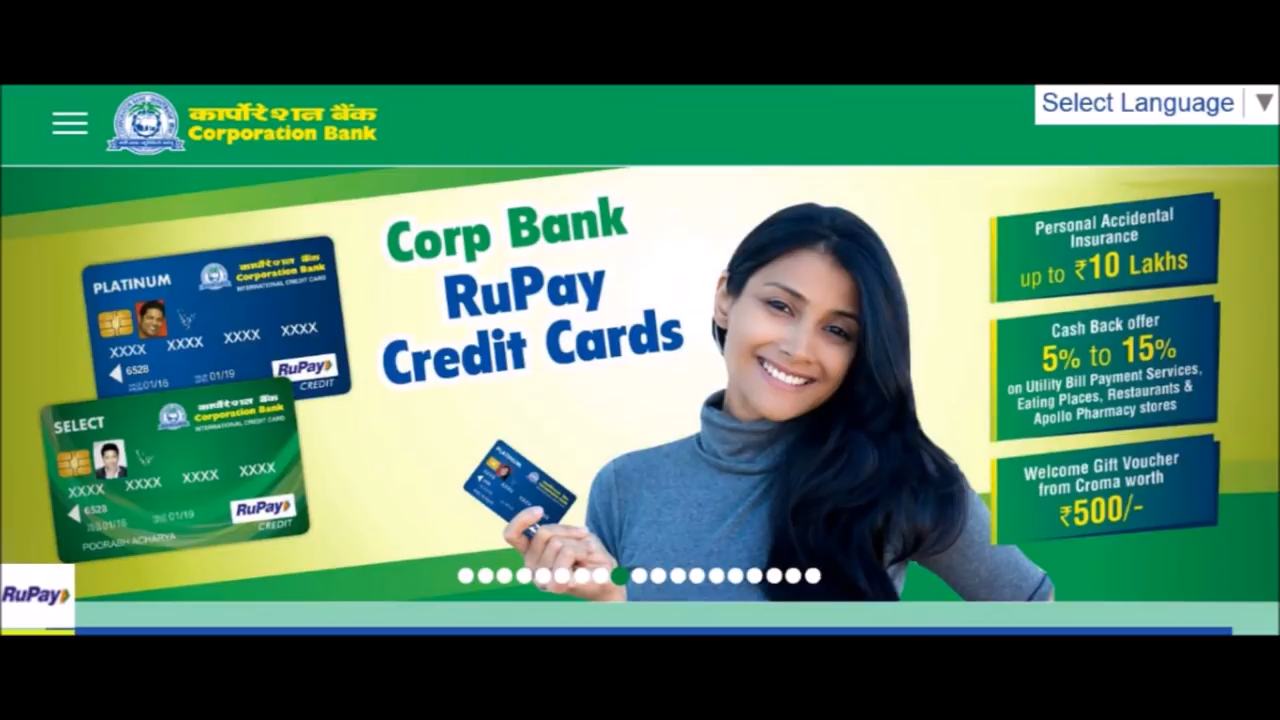 Select Language
कार्पोरेशन बैंक
Corporation Bank
Corp Bank
RuPay
Credit Cards
PLATINUM
कार्पोरेशन बैंक
Corporation Bank
INTERNATIONAL CREDIT CARD
XXXX XXXX XXXX XXXX
6528
01/16 01/19
RuPay
CREDIT
SELECT
कार्पोरेशन बैंक
Corporation Bank
INTERNATIONAL CREDIT CARD
XXXX XXXX XXXX XXXX
6528
01/16 01/19
RuPay
CREDIT
POORABH ACHARYA
PLATINUM
Personal Accidental
Insurance
up to ₹10 Lakhs
Cash Back offer
5% to 15%
on Utility Bill Payment Services,
Eating Places, Restaurants &
Apollo Pharmacy stores
Welcome Gift Voucher
from Croma worth
₹500/-
RuPay